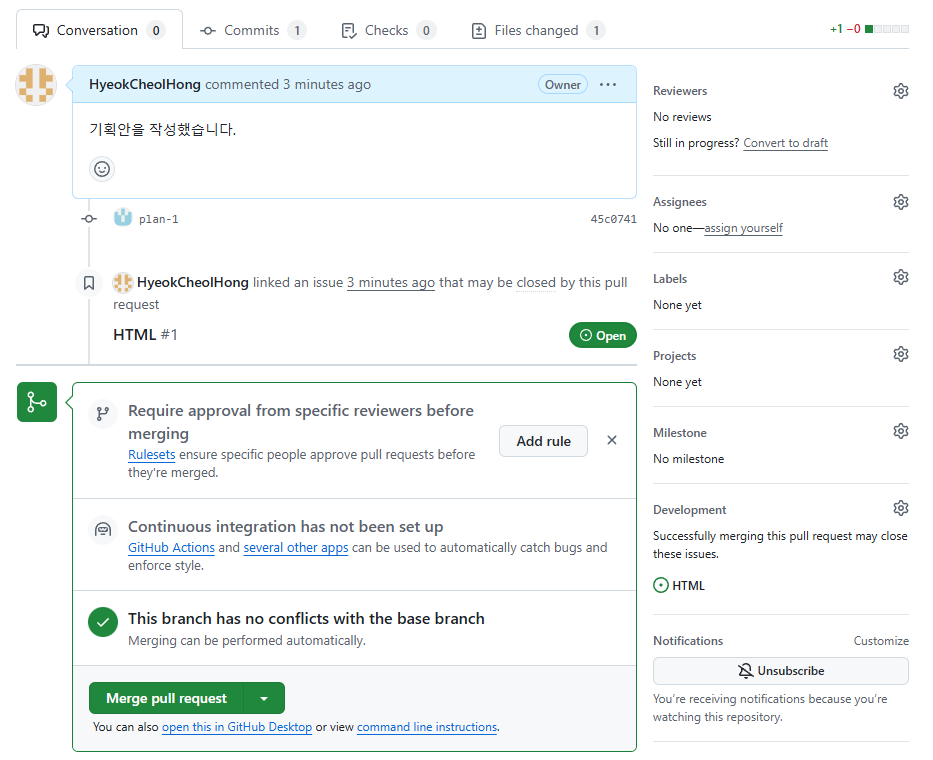 Conversation 0 Commits 1 Checks 0 Files changed 1 +1 −0
HyeokCheolHong commented 3 minutes ago Owner
기획안을 작성했습니다.
plan-1 45c0741
HyeokCheolHong linked an issue 3 minutes ago that may be closed by this pull
request
HTML #1 Open
Require approval from specific reviewers before
merging
Rulesets ensure specific people approve pull requests before
they're merged.
Add rule
Continuous integration has not been set up
GitHub Actions and several other apps can be used to automatically catch bugs and
enforce style.
This branch has no conflicts with the base branch
Merging can be performed automatically.
Merge pull request
You can also open this in GitHub Desktop or view command line instructions.
Reviewers
No reviews
Still in progress? Convert to draft
Assignees
No one—assign yourself
Labels
None yet
Projects
None yet
Milestone
No milestone
Development
Successfully merging this pull request may close
these issues.
HTML
Notifications Customize
Unsubscribe
You're receiving notifications because you're
watching this repository.